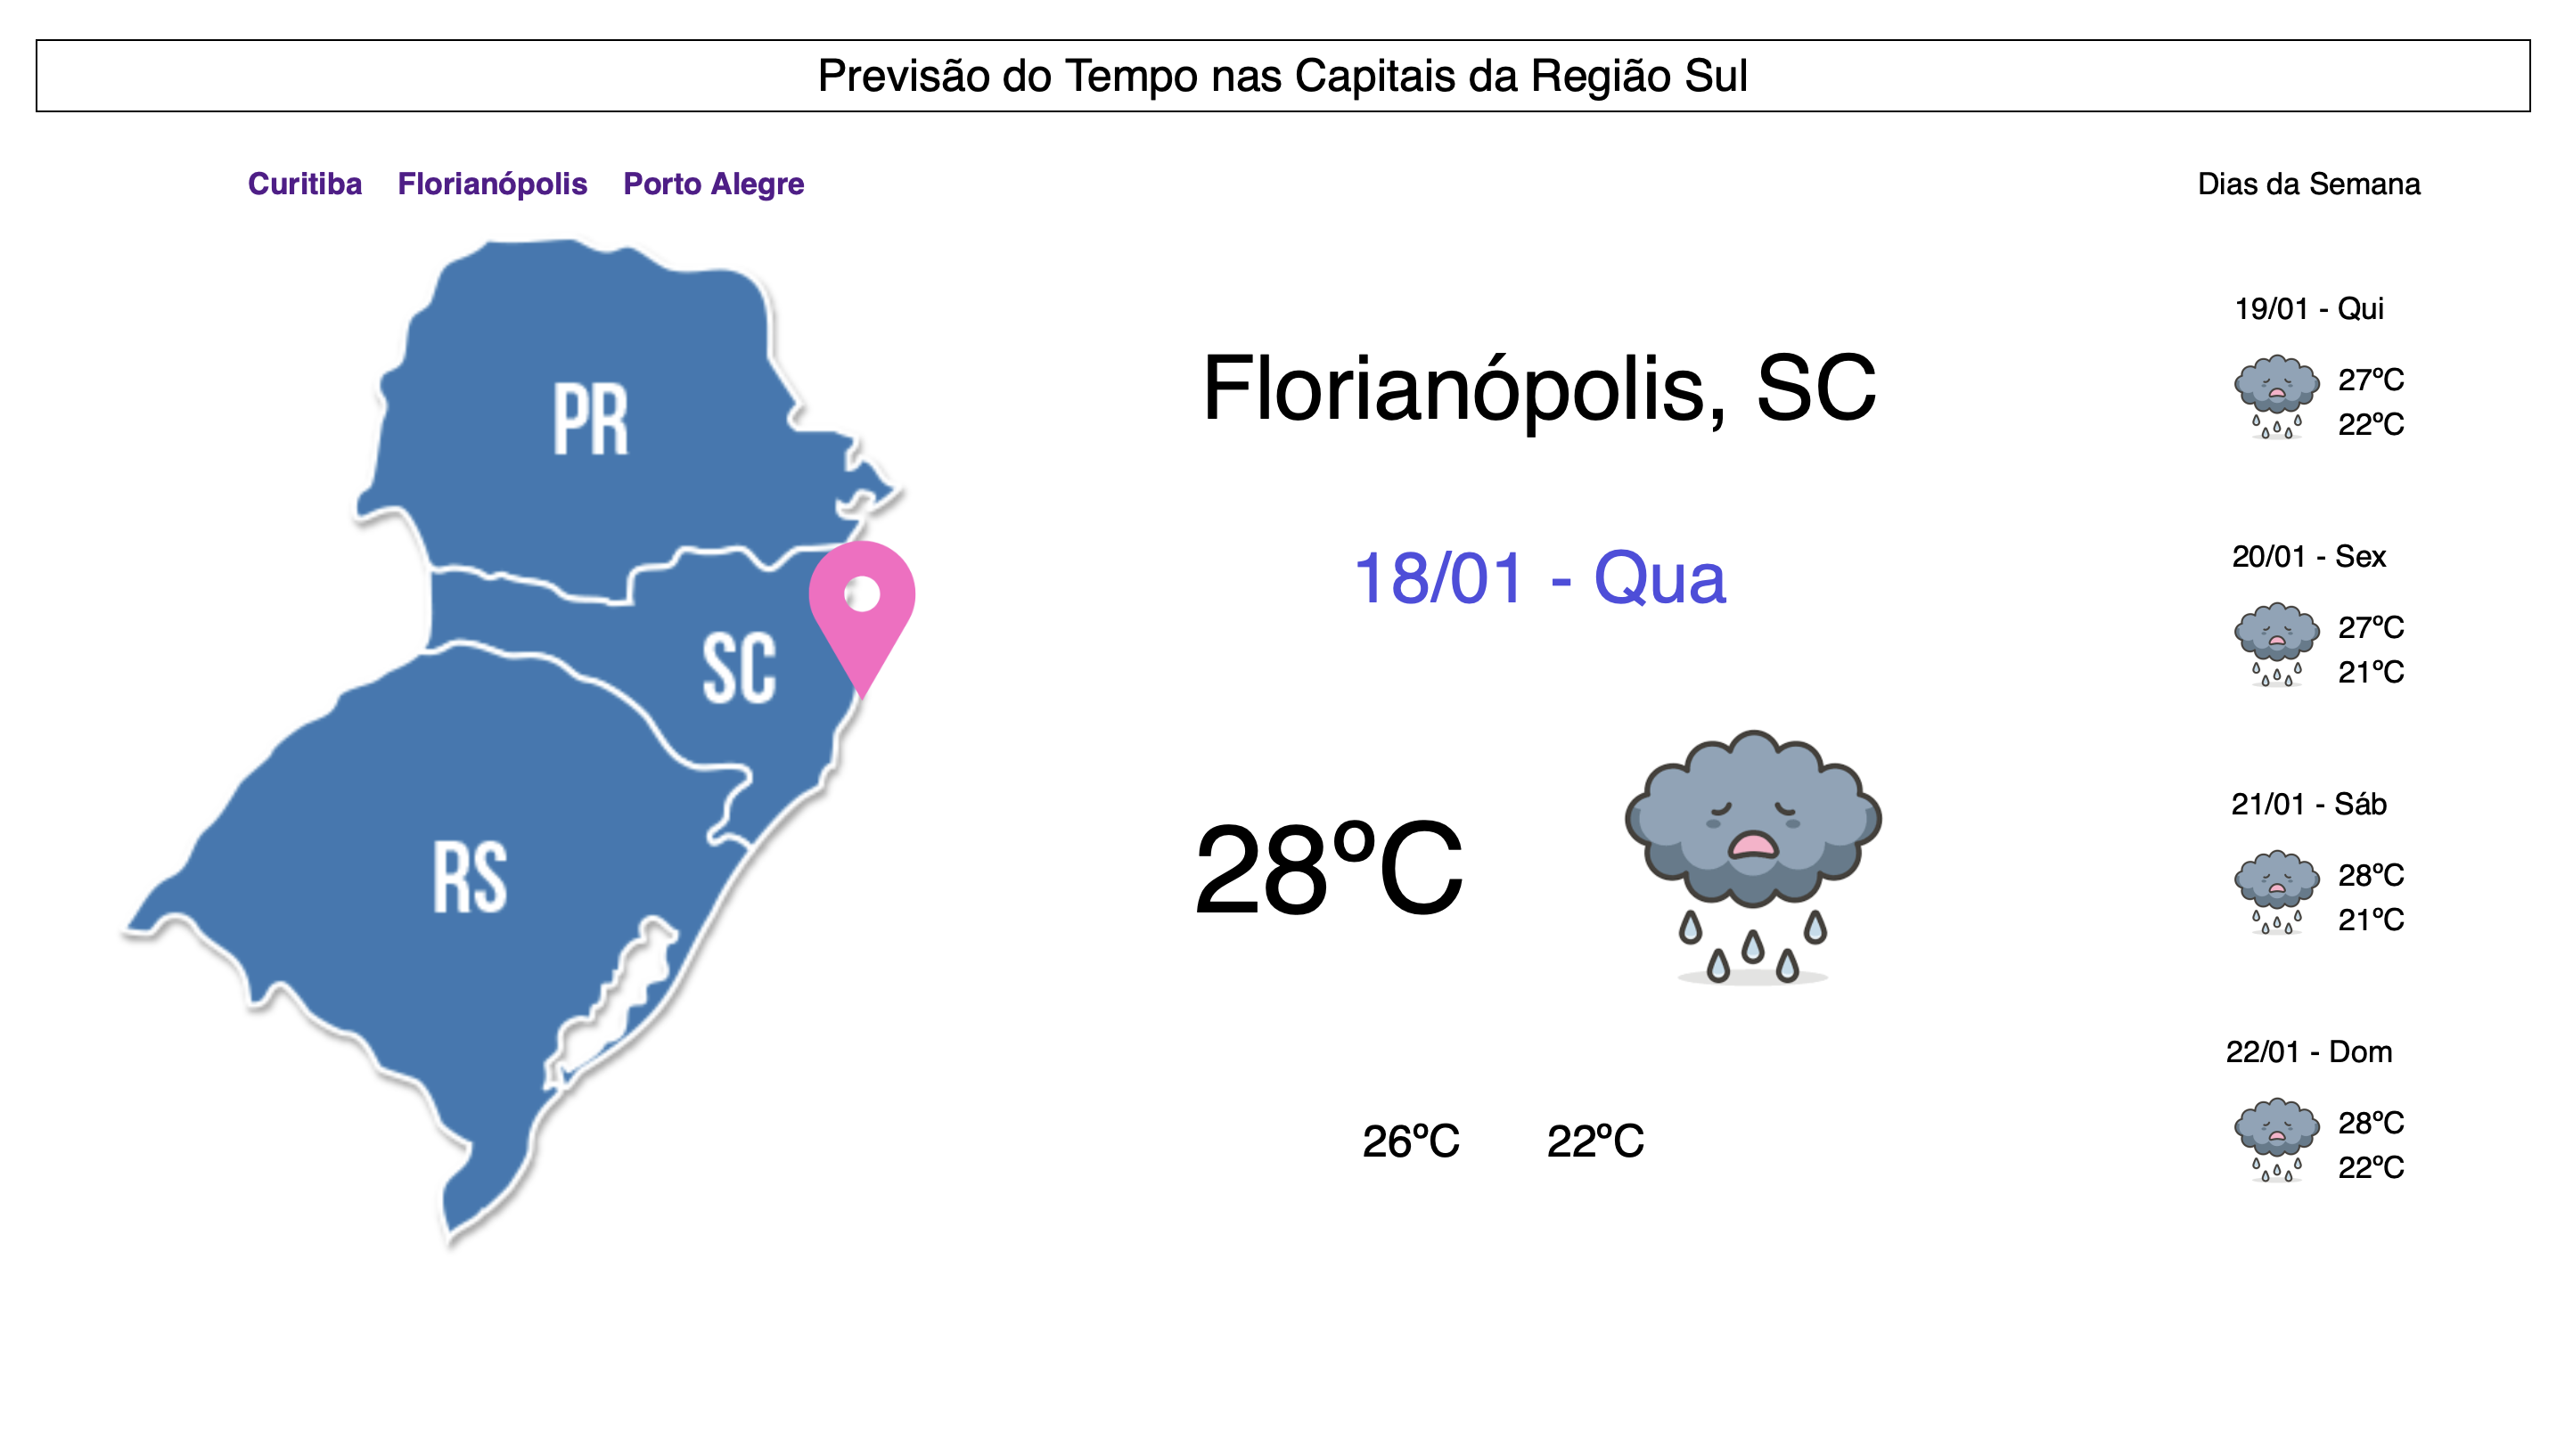 Previsão do Tempo nas Capitais da Região Sul
Curitiba Florianópolis Porto Alegre
PR
SC
RS
Florianópolis, SC
18/01 - Qua
28ºC
26ºC 22ºC
Dias da Semana
19/01 - Qui
27ºC
22ºC
20/01 - Sex
27ºC
21ºC
21/01 - Sáb
28ºC
21ºC
22/01 - Dom
28ºC
22ºC